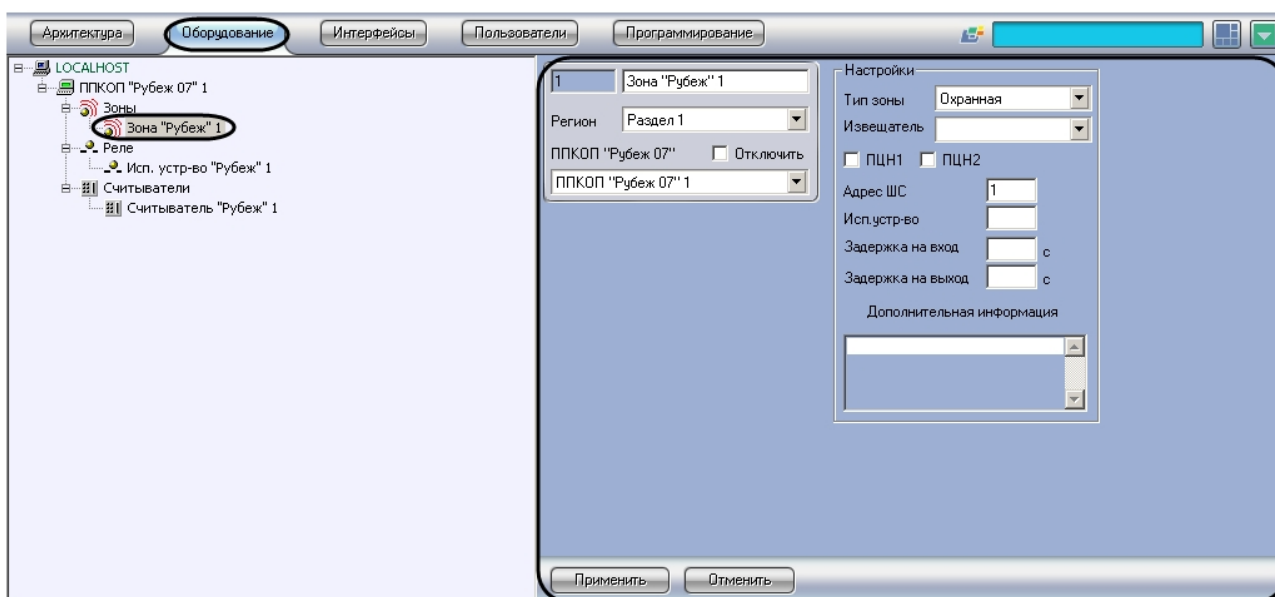 Архитектура Оборудование Интерфейсы Пользователи Программирование
LOCALHOST
ППКОП "Рубеж 07" 1
Зоны
Зона "Рубеж" 1
Реле
Исп. устр-во "Рубеж" 1
Считыватели
Считыватель "Рубеж" 1
1 Зона "Рубеж" 1
Регион Раздел 1
ППКОП "Рубеж 07" Отключить
ППКОП "Рубеж 07" 1
Настройки
Тип зоны Охранная
Извещатель
ПЦН1 ПЦН2
Адрес ШС 1
Исп.устр-во
Задержка на вход с
Задержка на выход с
Дополнительная информация
Применить Отменить